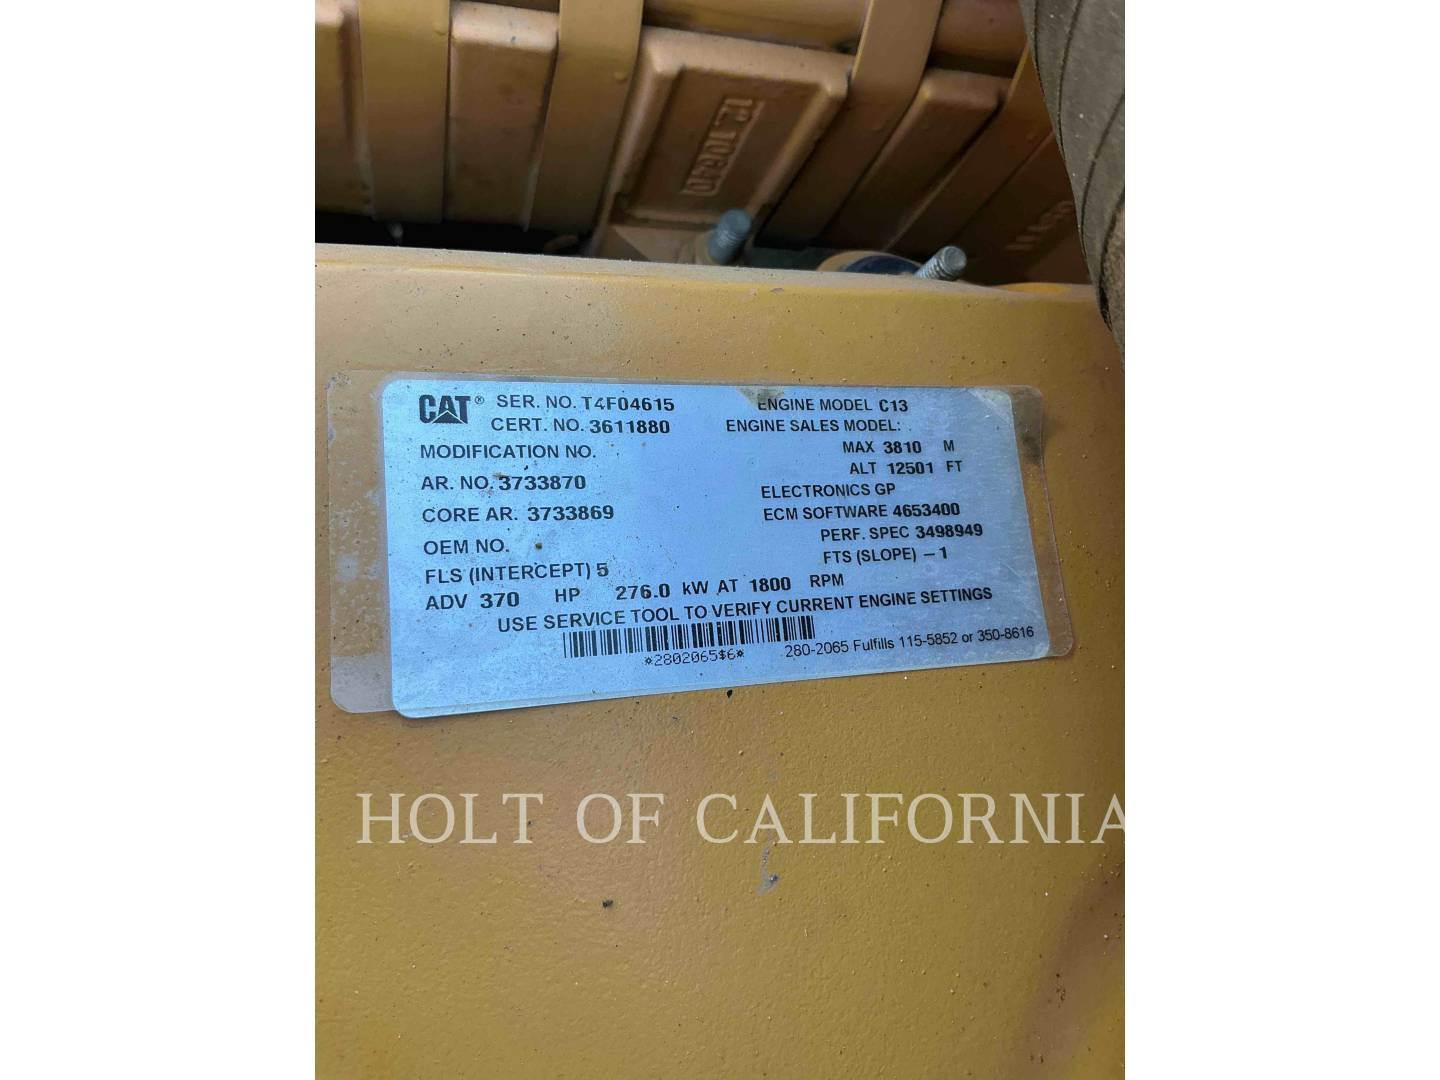 12.10640
CAT® SER. NO. T4F04615 ENGINE MODEL C13
CERT. NO. 3611880 ENGINE SALES MODEL:
MODIFICATION NO. MAX 3810 M
ALT 12501 FT
AR. NO. 3733870 ELECTRONICS GP
CORE AR. 3733869 ECM SOFTWARE 4653400
OEM NO. PERF. SPEC 3498949
FLS (INTERCEPT) 5 FTS (SLOPE) -1
ADV 370 HP 276.0 kW AT 1800 RPM
USE SERVICE TOOL TO VERIFY CURRENT ENGINE SETTINGS
*2802065$6* 280-2065 Fulfills 115-5852 or 350-8616
HOLT OF CALIFORNIA